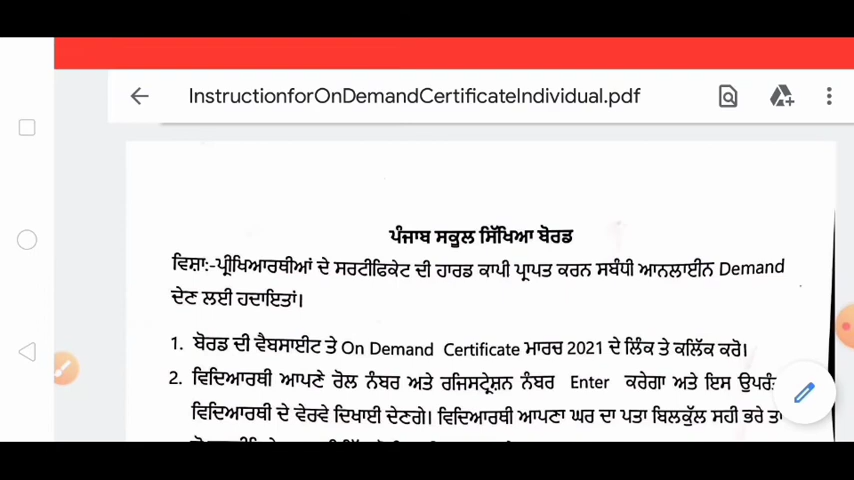 InstructionforOnDemandCertificateIndividual.pdf
ਪੰਜਾਬ ਸਕੂਲ ਸਿੱਖਿਆ ਬੋਰਡ
ਵਿਸ਼ਾ:-ਪ੍ਰੀਖਿਆਰਥੀਆਂ ਦੇ ਸਰਟੀਫਿਕੇਟ ਦੀ ਹਾਰਡ ਕਾਪੀ ਪ੍ਰਾਪਤ ਕਰਨ ਸਬੰਧੀ ਆਨਲਾਈਨ Demand
ਦੇਣ ਲਈ ਹਦਾਇਤਾਂ।
1. ਬੋਰਡ ਦੀ ਵੈਬਸਾਈਟ ਤੇ On Demand Certificate ਮਾਰਚ 2021 ਦੇ ਲਿੰਕ ਤੇ ਕਲਿੱਕ ਕਰੋ।
2. ਵਿਦਿਆਰਥੀ ਆਪਣੇ ਰੋਲ ਨੰਬਰ ਅਤੇ ਰਜਿਸਟ੍ਰੇਸ਼ਨ ਨੰਬਰ Enter ਕਰੇਗਾ ਅਤੇ ਇਸ
ਵਿਦਿਆਰਥੀ ਦੇ ਵੇਰਵੇ ਦਿਖਾਈ ਦੇਣਗੇ। ਵਿਦਿਆਰਥੀ ਆਪਣਾ ਘਰ ਦਾ ਪਤਾ ਬਿਲਕੁੱਲ ਸਹੀ ਭਰੇ